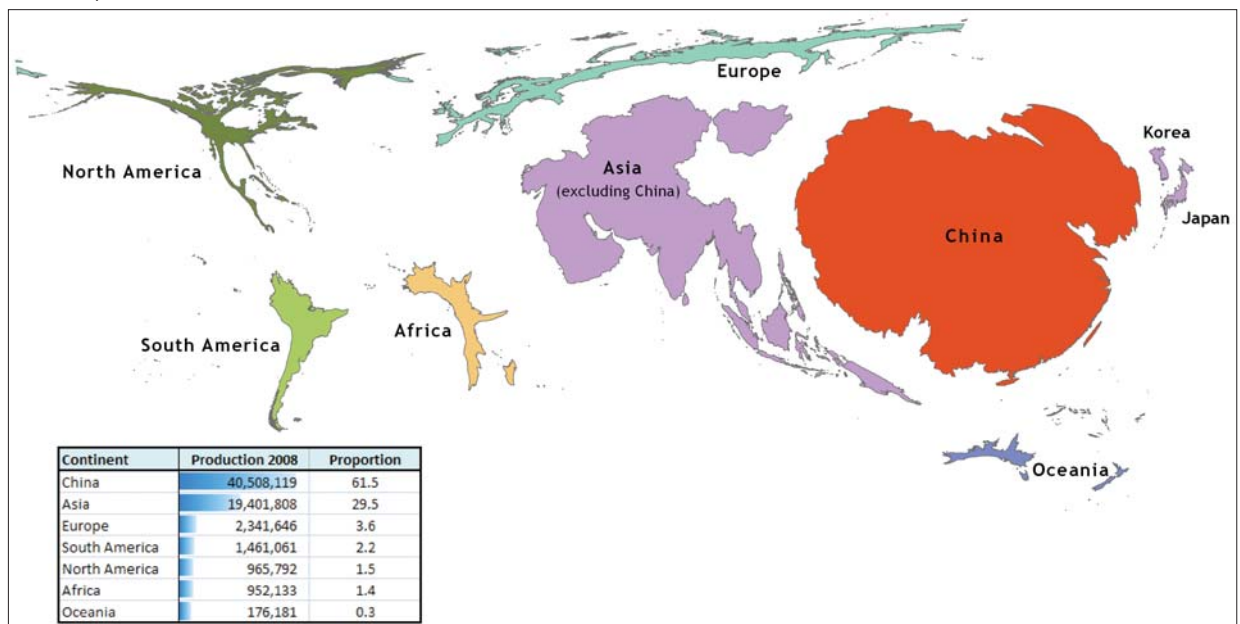 Europe
Korea
North America
Asia
(excluding China)
Japan
China
Africa
South America
Oceania
Continent Production 2008 Proportion
China 40,508,119 61.5
Asia 19,401,808 29.5
Europe 2,341,646 3.6
South America 1,461,061 2.2
North America 965,792 1.5
Africa 952,133 1.4
Oceania 176,181 0.3